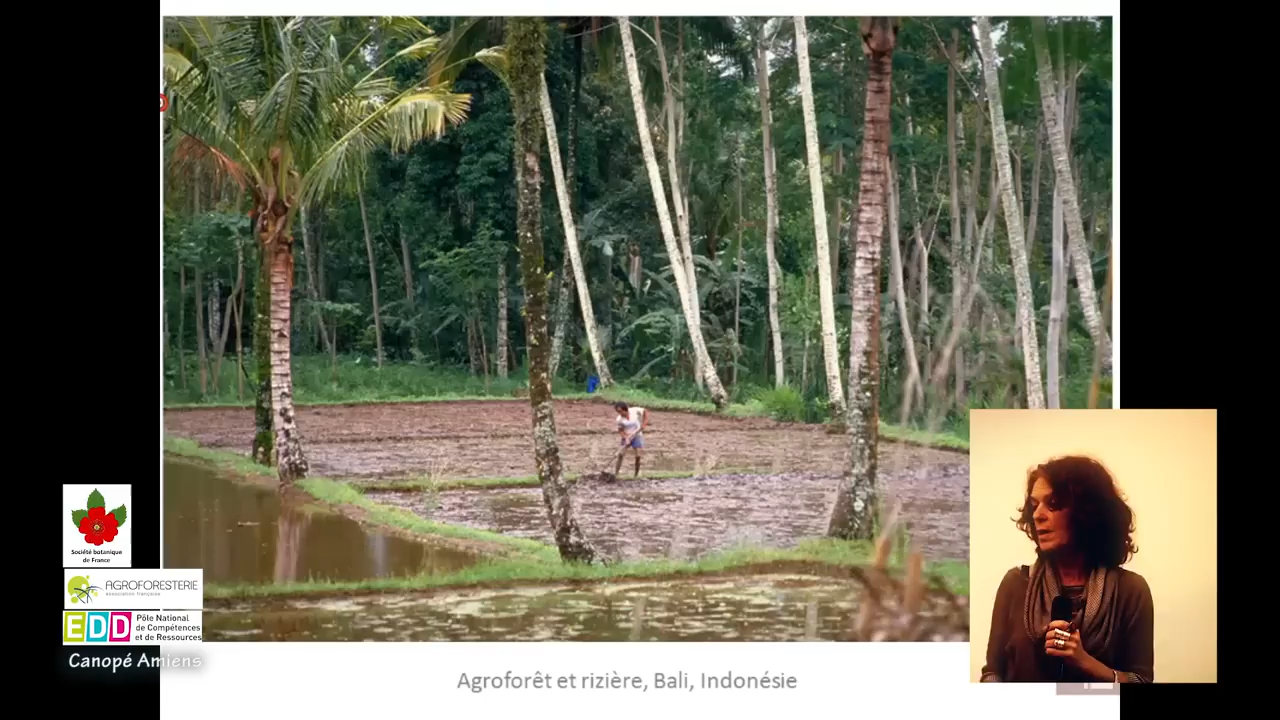 Société botanique
de France
AGROFORESTERIE
association française
EDD
Pôle National
de Compétences
et de Ressources
Canopé Amiens
Agroforêt et rizière, Bali, Indonésie